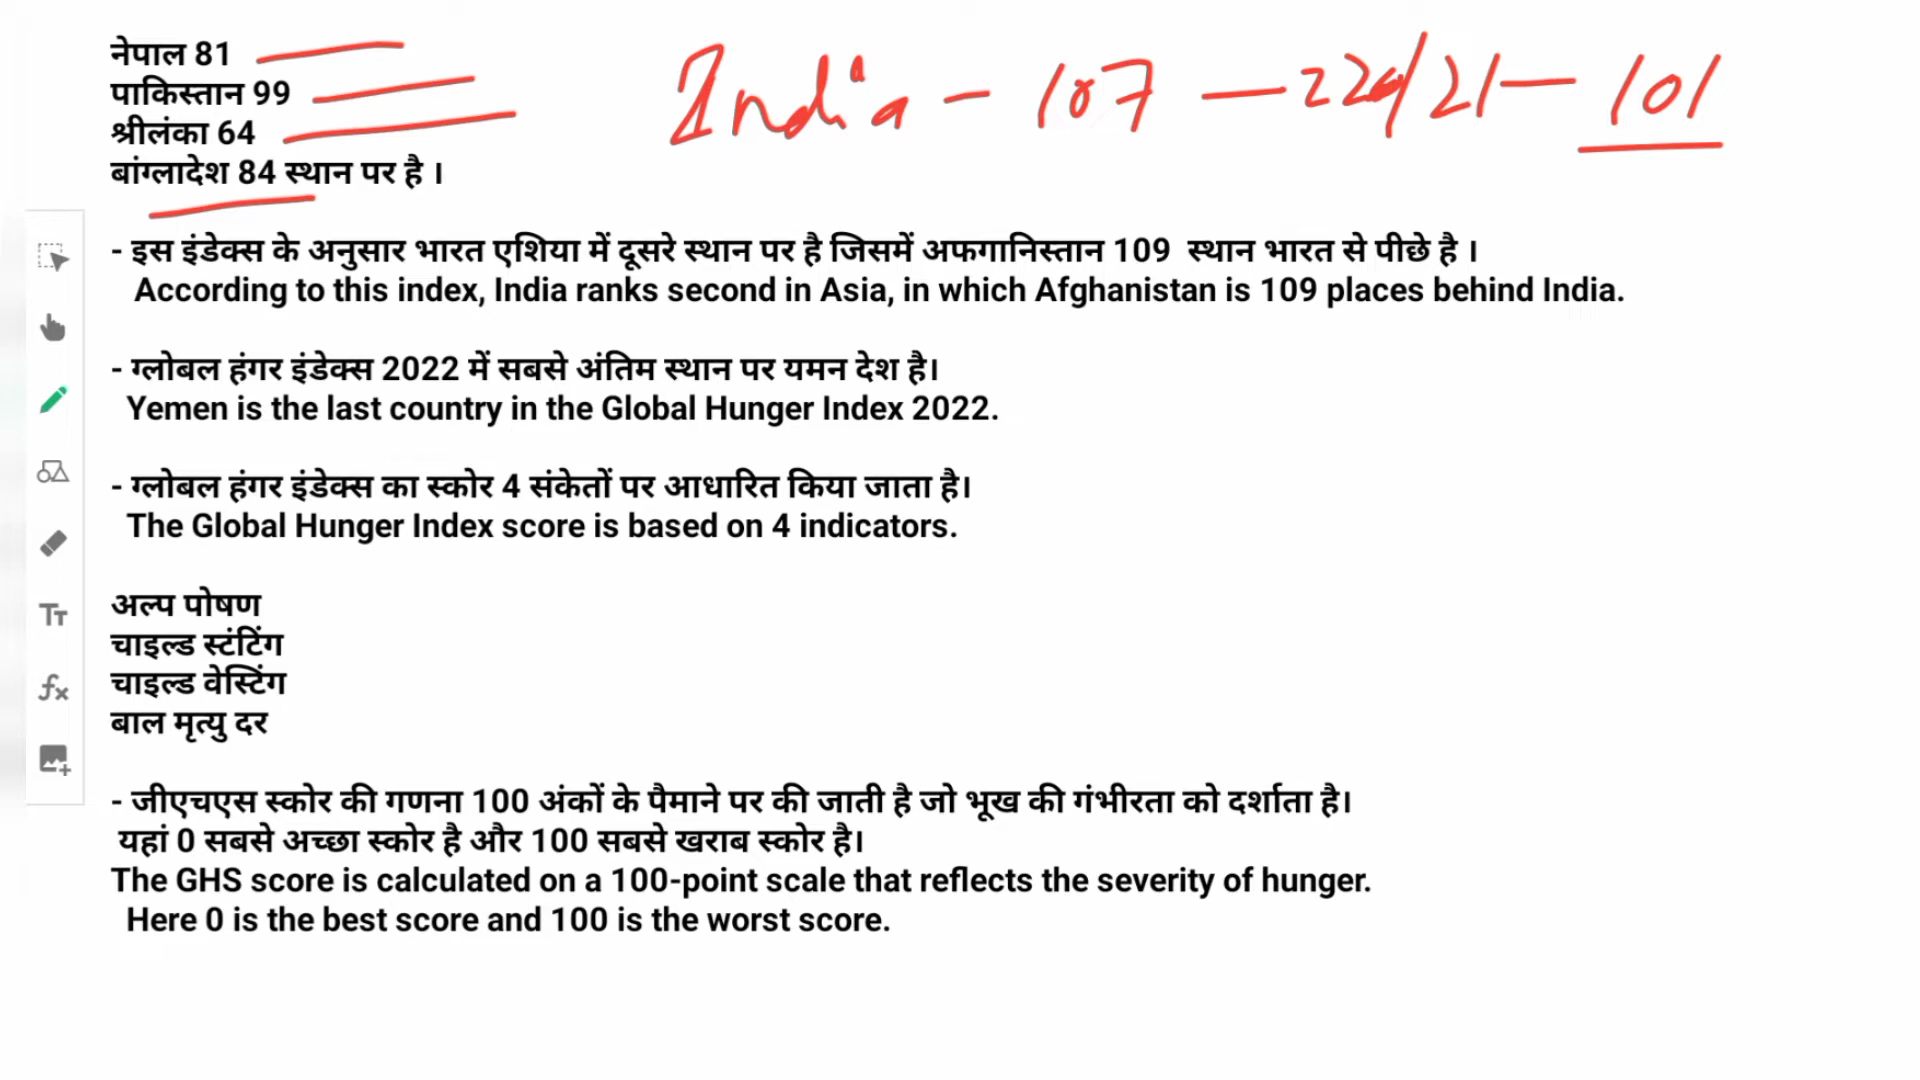 नेपाल 81
पाकिस्तान 99
श्रीलंका 64
बांग्लादेश 84 स्थान पर है ।
India - 107 - 22 / 21 - 101
- इस इंडेक्स के अनुसार भारत एशिया में दूसरे स्थान पर है जिसमें अफगानिस्तान 109 स्थान भारत से पीछे है ।
According to this index, India ranks second in Asia, in which Afghanistan is 109 places behind India.
- ग्लोबल हंगर इंडेक्स 2022 में सबसे अंतिम स्थान पर यमन देश है।
Yemen is the last country in the Global Hunger Index 2022.
- ग्लोबल हंगर इंडेक्स का स्कोर 4 संकेतों पर आधारित किया जाता है।
The Global Hunger Index score is based on 4 indicators.
अल्प पोषण
चाइल्ड स्टंटिंग
चाइल्ड वेस्टिंग
बाल मृत्यु दर
- जीएचएस स्कोर की गणना 100 अंकों के पैमाने पर की जाती है जो भूख की गंभीरता को दर्शाता है।
यहां 0 सबसे अच्छा स्कोर है और 100 सबसे खराब स्कोर है।
The GHS score is calculated on a 100-point scale that reflects the severity of hunger.
Here 0 is the best score and 100 is the worst score.